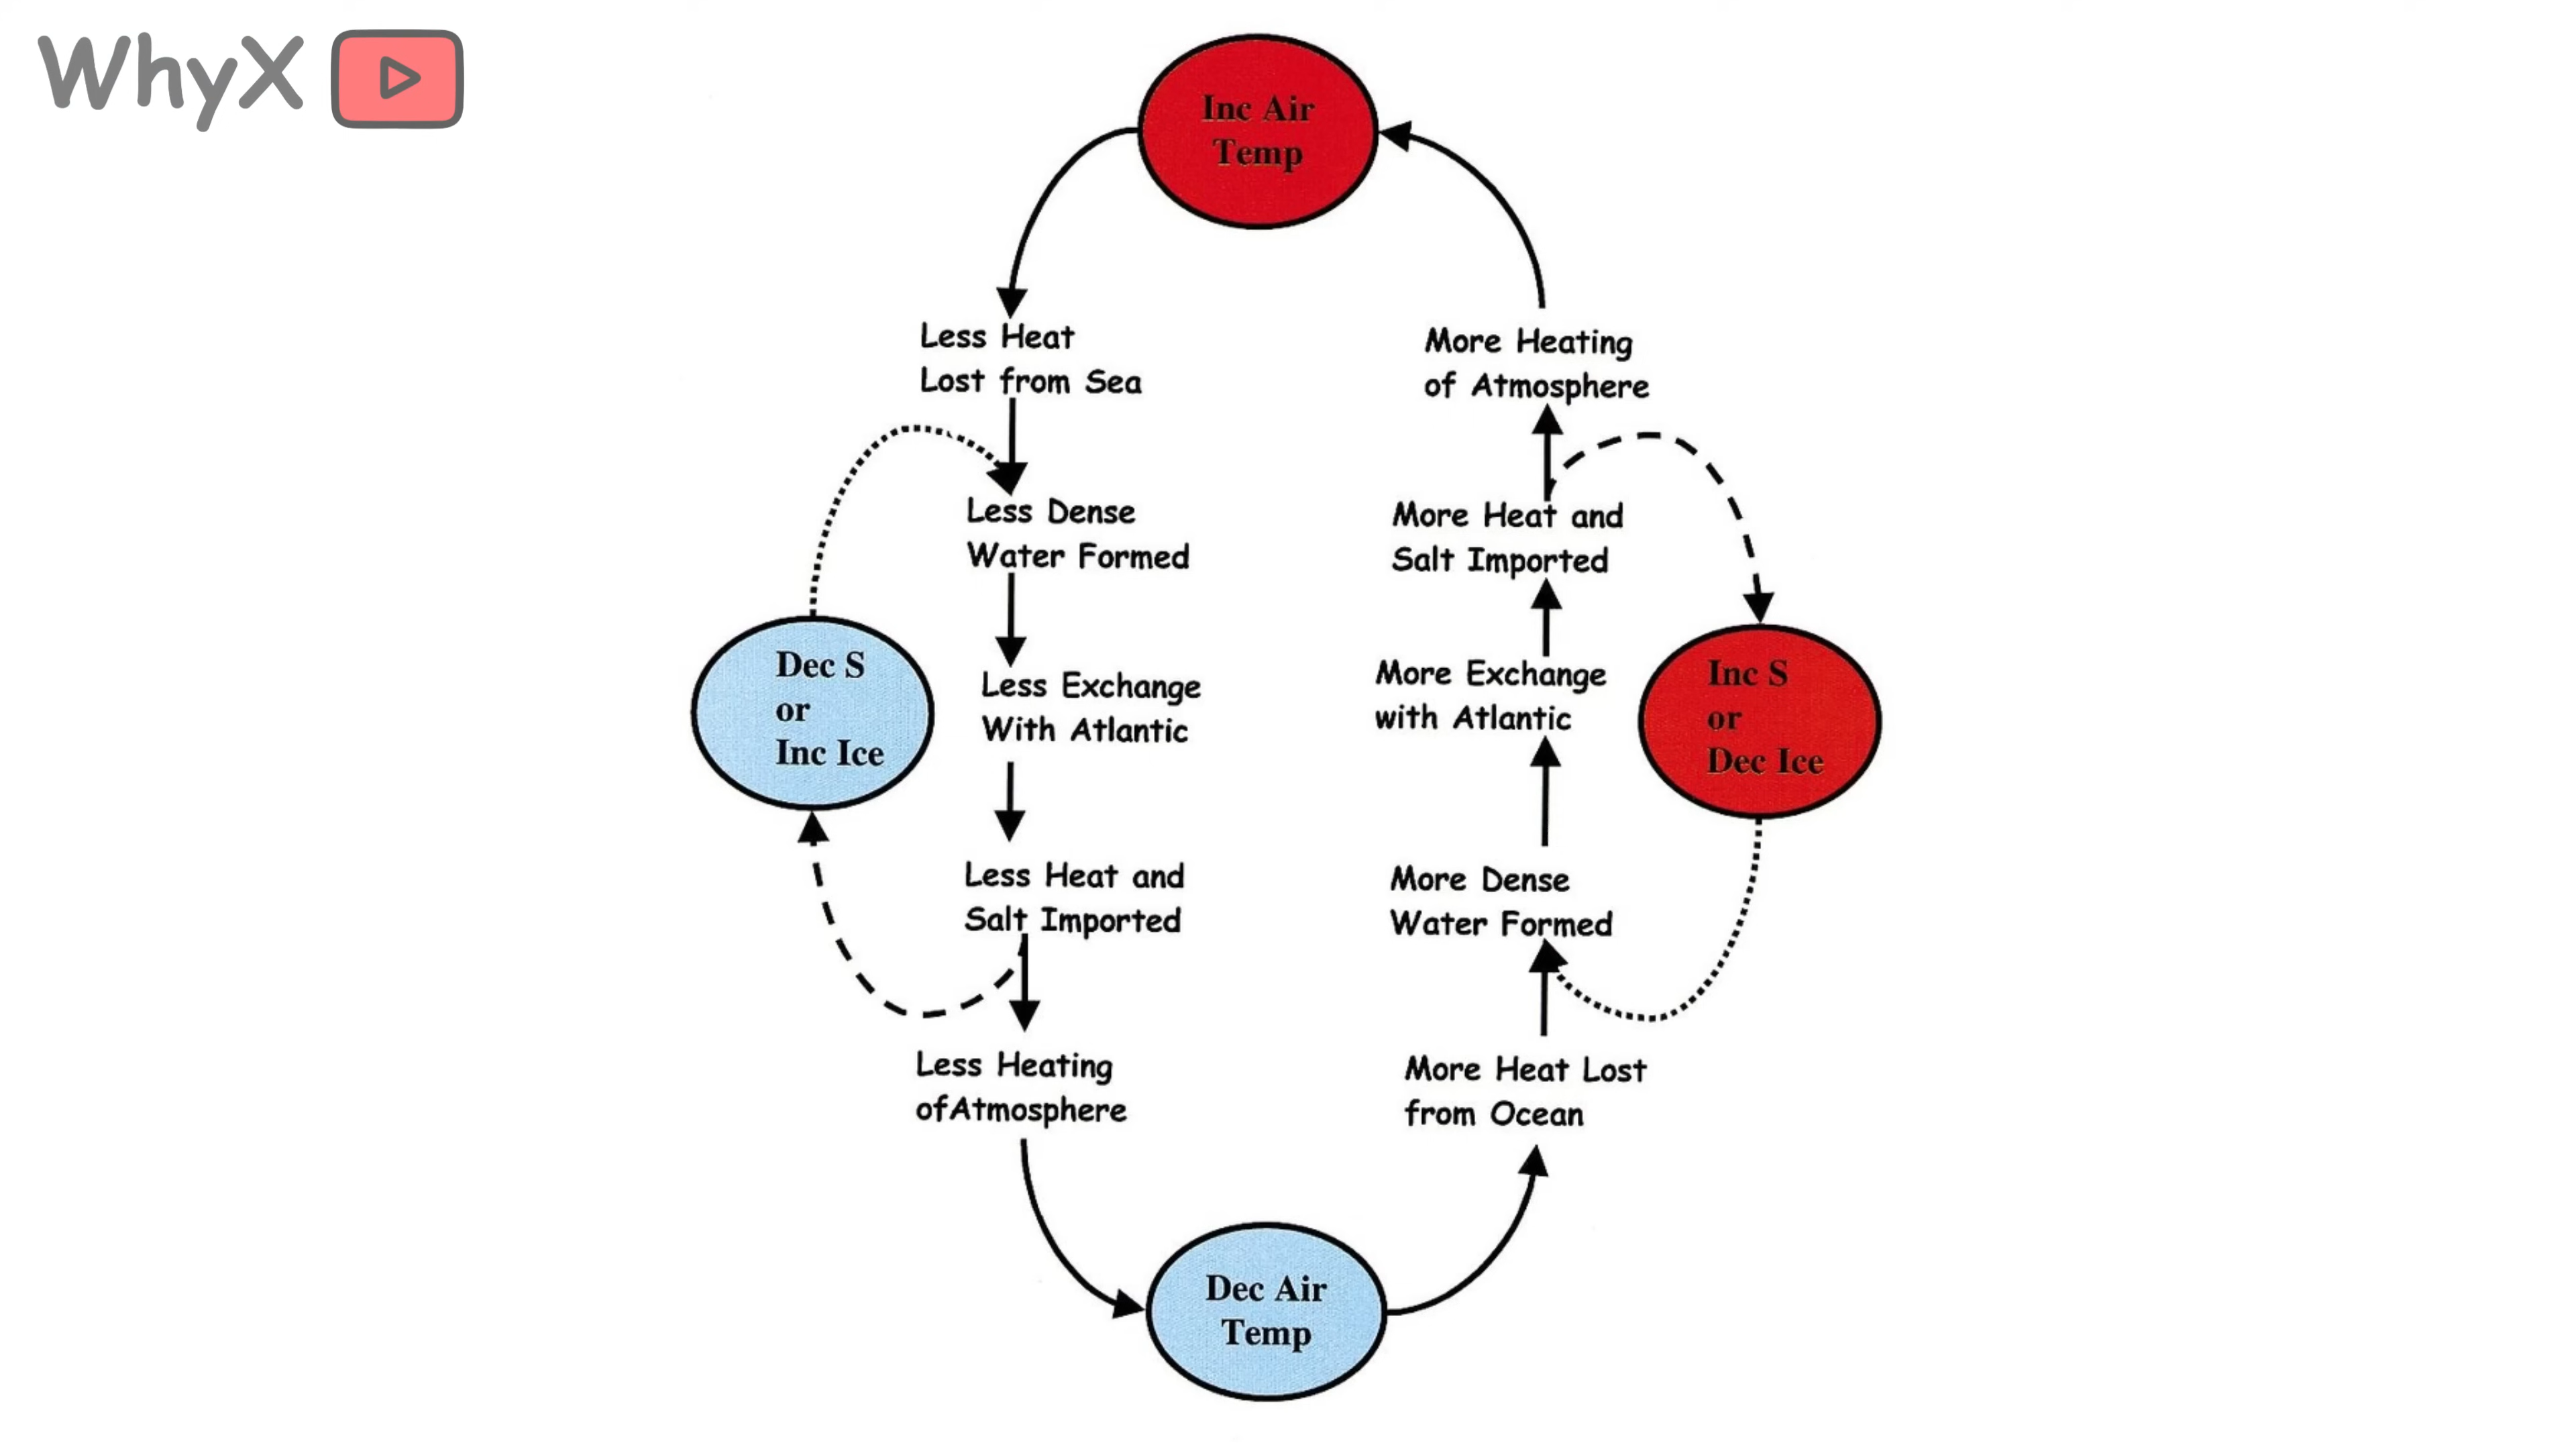 WhyX
Inc Air
Temp
Less Heat
Lost from Sea
Less Dense
Water Formed
Less Exchange
With Atlantic
Less Heat and
Salt Imported
Less Heating
ofAtmosphere
Dec S
or
Inc Ice
More Heating
of Atmosphere
More Heat and
Salt Imported
More Exchange
with Atlantic
More Dense
Water Formed
More Heat Lost
from Ocean
Inc S
or
Dec Ice
Dec Air
Temp